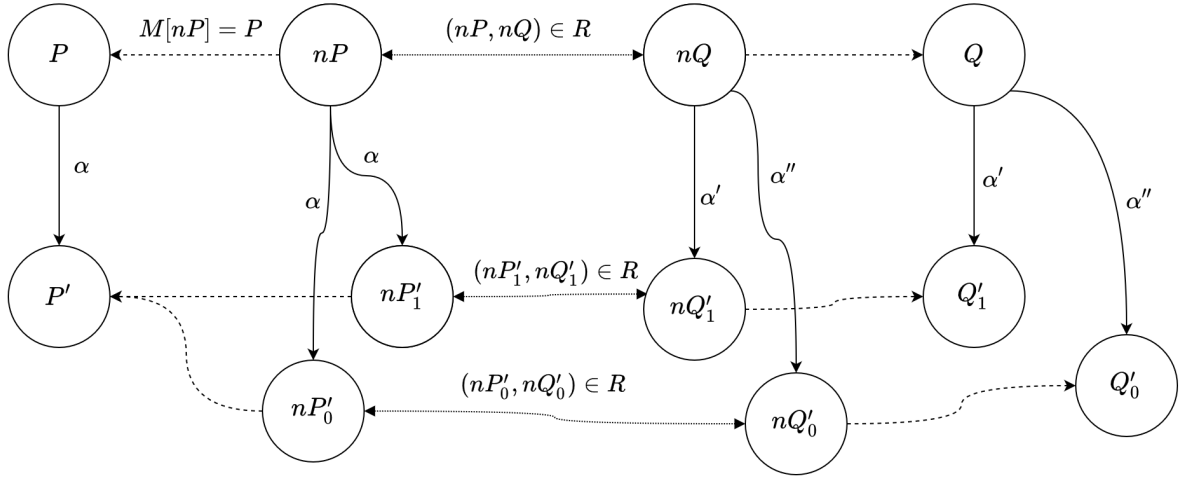 P
M[nP] = P
nP
(nP, nQ) ∈ R
nQ
Q
α
α
α
α′
α′′
α′
α′′
P′
nP′₁
(nP′₁, nQ′₁) ∈ R
nQ′₁
Q′₁
nP′₀
(nP′₀, nQ′₀) ∈ R
nQ′₀
Q′₀